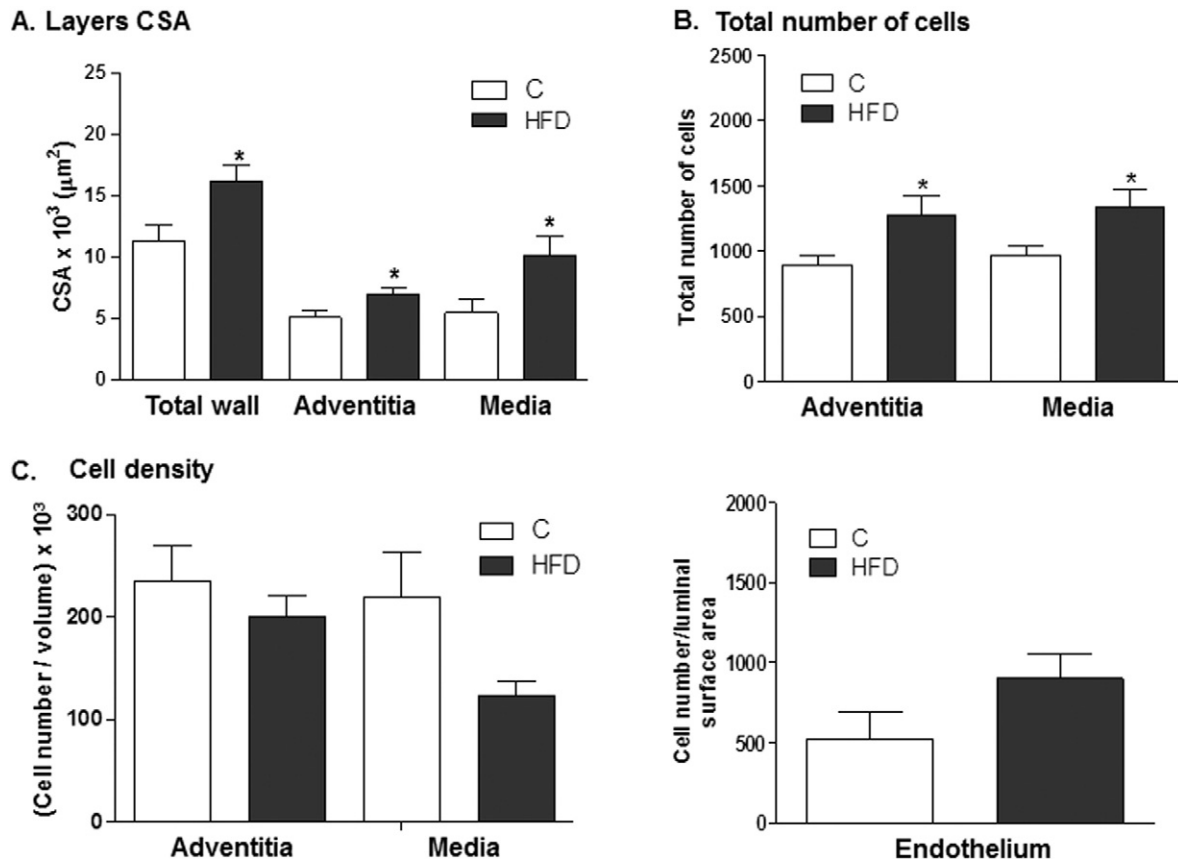 A. Layers CSA
CSA x 10³ (μm²)
25
20
15
10
5
0
C
HFD
*
*
*
Total wall Adventitia Media
B. Total number of cells
Total number of cells
2500
2000
1500
1000
500
0
C
HFD
*
*
Adventitia Media
C. Cell density
(Cell number / volume) x 10³
300
200
100
0
C
HFD
Adventitia Media
Cell number/luminal
surface area
2000
1500
1000
500
0
C
HFD
Endothelium